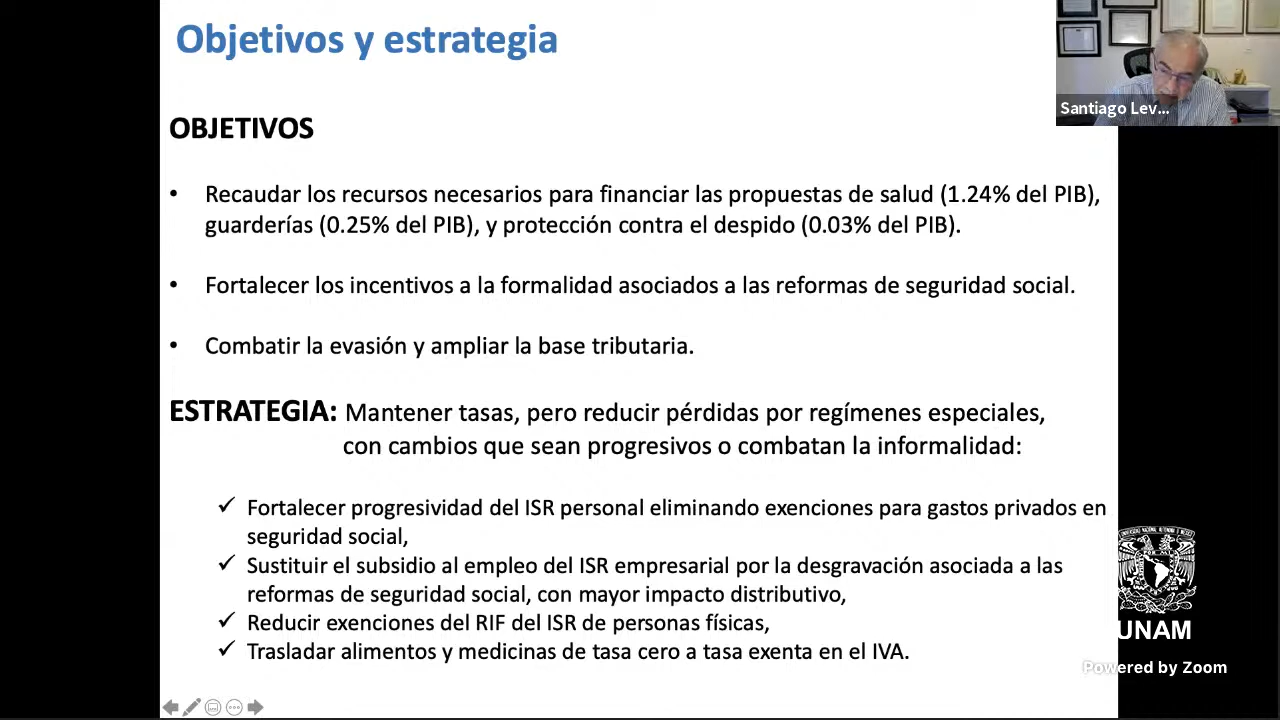 Objetivos y estrategia
Santiago Lev...
OBJETIVOS
• Recaudar los recursos necesarios para financiar las propuestas de salud (1.24% del PIB),
guarderías (0.25% del PIB), y protección contra el despido (0.03% del PIB).
• Fortalecer los incentivos a la formalidad asociados a las reformas de seguridad social.
• Combatir la evasión y ampliar la base tributaria.
ESTRATEGIA: Mantener tasas, pero reducir pérdidas por regímenes especiales,
con cambios que sean progresivos o combatan la informalidad:
✓ Fortalecer progresividad del ISR personal eliminando exenciones para gastos privados en
seguridad social,
✓ Sustituir el subsidio al empleo del ISR empresarial por la desgravación asociada a las
reformas de seguridad social, con mayor impacto distributivo,
✓ Reducir exenciones del RIF del ISR de personas físicas,
✓ Trasladar alimentos y medicinas de tasa cero a tasa exenta en el IVA.
UNAM
Powered by Zoom